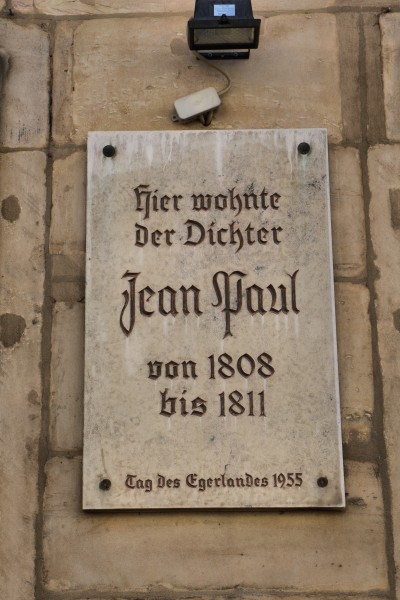 Hier wohnte
der Dichter
Jean Paul
von 1808
bis 1811
Tag des Egerlandes 1955